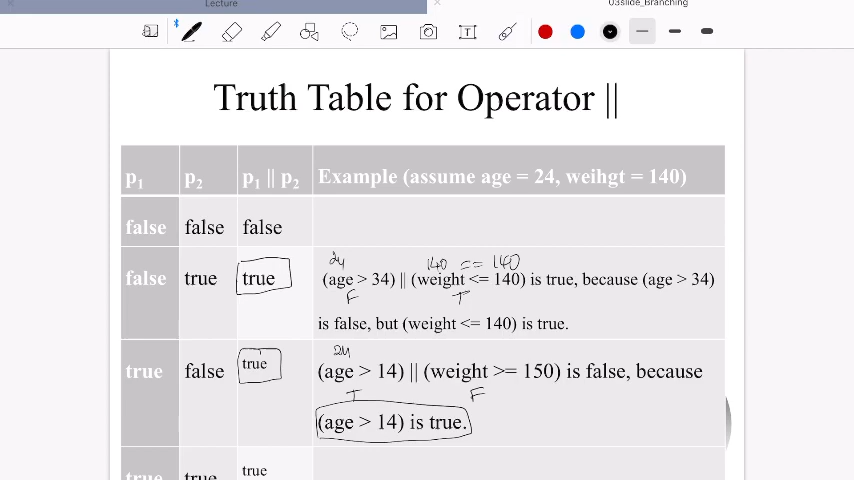 Lecture
03slide_Branching
T
Truth Table for Operator ||
p1 p2 p1 || p2 Example (assume age = 24, weihgt = 140)
false false false
24 140 == 140
false true true (age > 34) || (weight <= 140) is true, because (age > 34)
F T
is false, but (weight <= 140) is true.
24
true false true (age > 14) || (weight >= 150) is false, because
T F
(age > 14) is true.
true true true